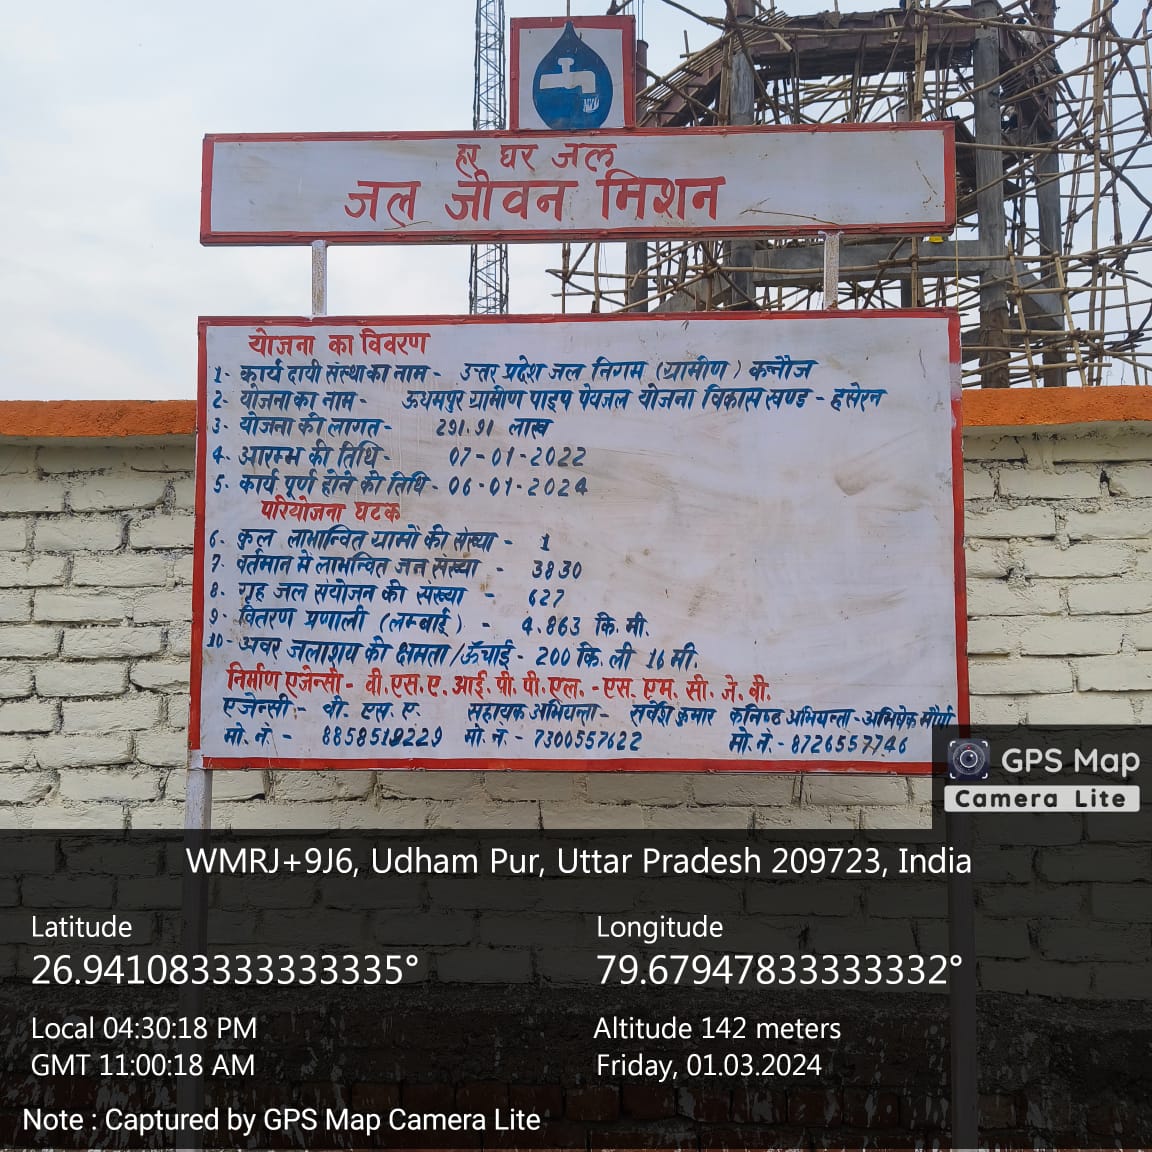 हर घर जल
जल जीवन मिशन
योजना का विवरण
1- कार्य दायी संस्था का नाम - उत्तर प्रदेश जल निगम (ग्रामीण) कन्नौज
2- योजना का नाम - ऊधमपुर ग्रामीण पाइप पेयजल योजना विकास खण्ड - हसेरन
3- योजना की लागत - 291.91 लाख
4- आरम्भ की तिथि - 07-01-2022
5- कार्य पूर्ण होने की तिथि - 06-01-2024
परियोजना घटक
6- कुल लाभान्वित ग्रामों की संख्या - 1
7- वर्तमान में लाभान्वित जन संख्या - 3830
8- गृह जल संयोजन की संख्या - 627
9- वितरण प्रणाली (लम्बाई) - 4.863 कि. मी.
10- अवर जलाशय की क्षमता /ऊँचाई - 200 कि. ली 16 मी.
निर्माण एजेन्सी - वी. एस. ए. आई. पी. पी. एल. - एस. एम. सी. जे. वी.
एजेन्सी - वी. एस. ए. सहायक अभियन्ता - सर्वेश कुमार कनिष्ठ अभियन्ता - अभिषेक मौर्ण
मो. नं. - 8858519229 मो. नं. - 7300557622 मो. नं. - 8726557746
GPS Map
Camera Lite
WMRJ+9J6, Udham Pur, Uttar Pradesh 209723, India
Latitude Longitude
26.941083333333335° 79.67947833333332°
Local 04:30:18 PM Altitude 142 meters
GMT 11:00:18 AM Friday, 01.03.2024
Note : Captured by GPS Map Camera Lite